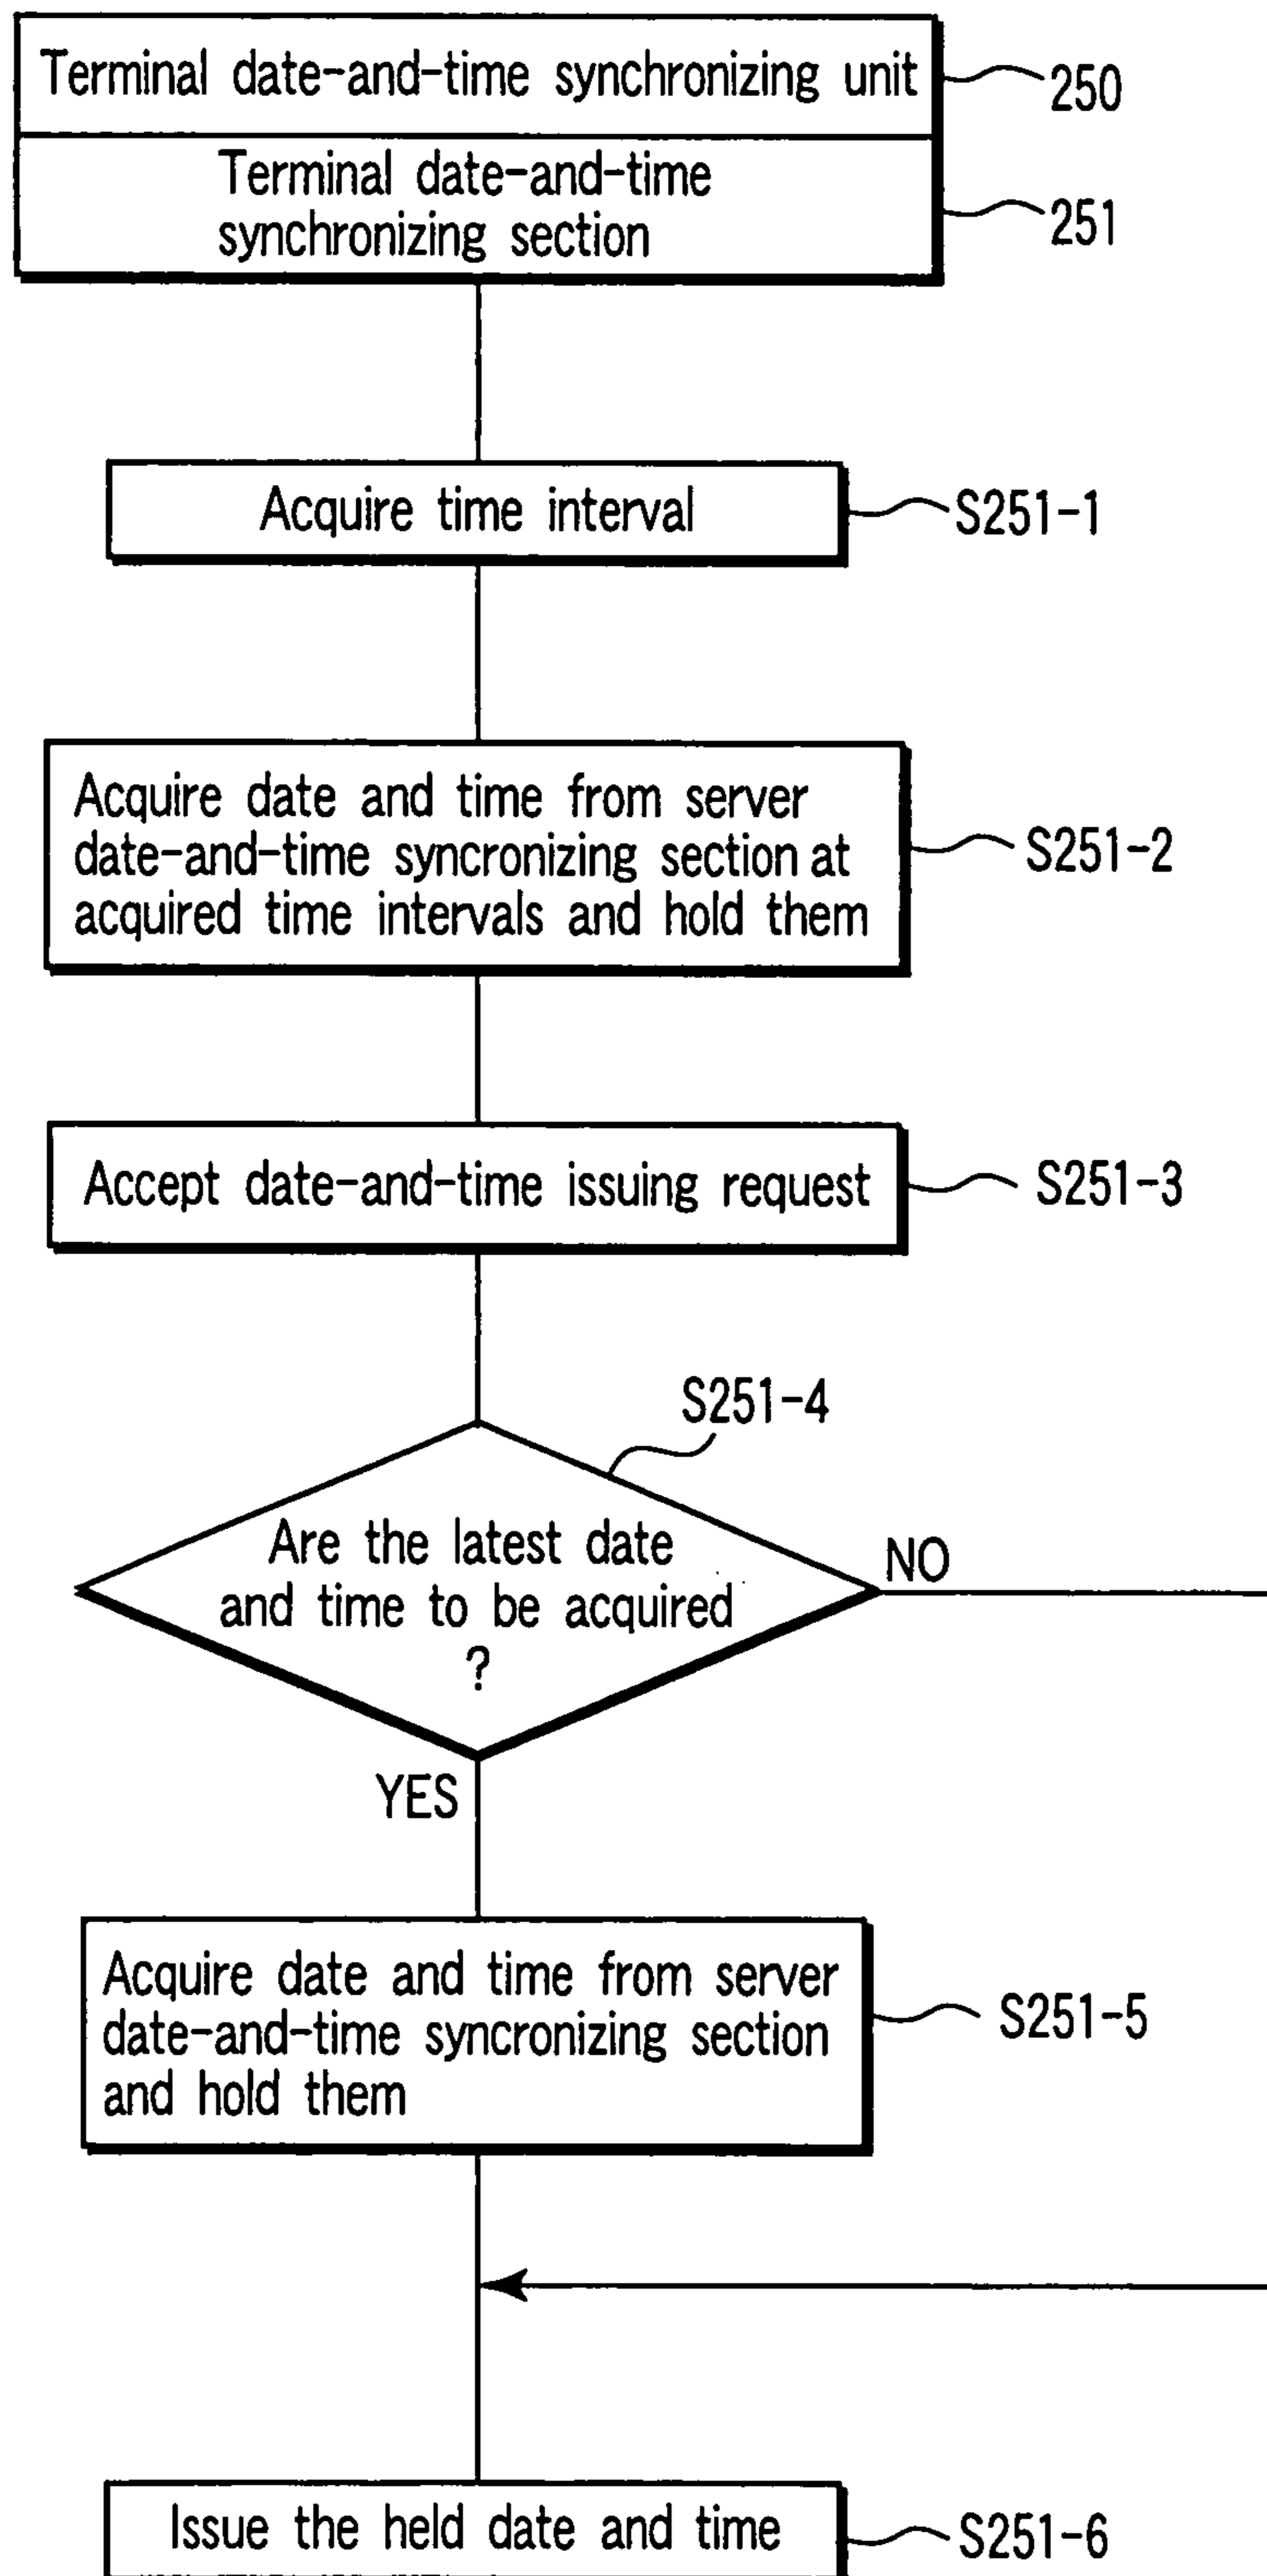 Terminal date-and-time synchronizing unit
250
Terminal date-and-time
synchronizing section
251
Acquire time interval
S251-1
Acquire date and time from server
date-and-time syncronizing section at
acquired time intervals and hold them
S251-2
Accept date-and-time issuing request
S251-3
S251-4
Are the latest date
and time to be acquired
?
NO
YES
Acquire date and time from server
date-and-time syncronizing section
and hold them
S251-5
Issue the held date and time
S251-6